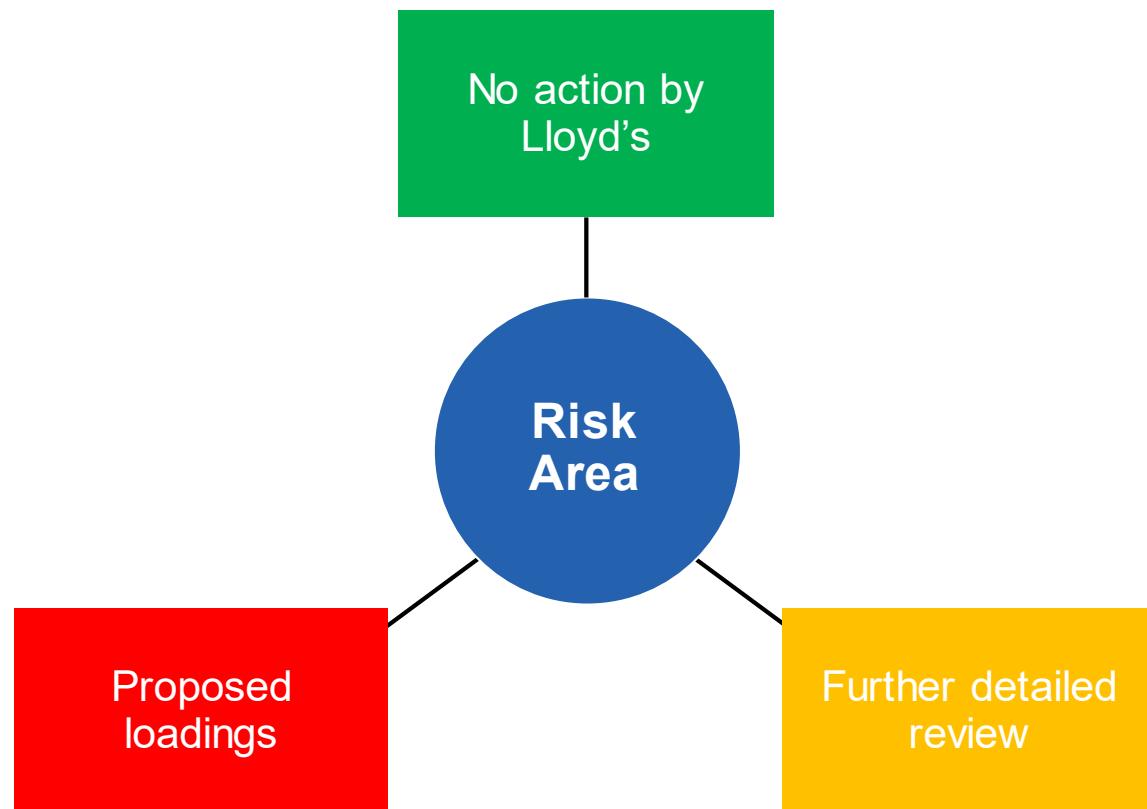 No action by
Lloyd’s
Risk
Area
Proposed
loadings
Further detailed
review